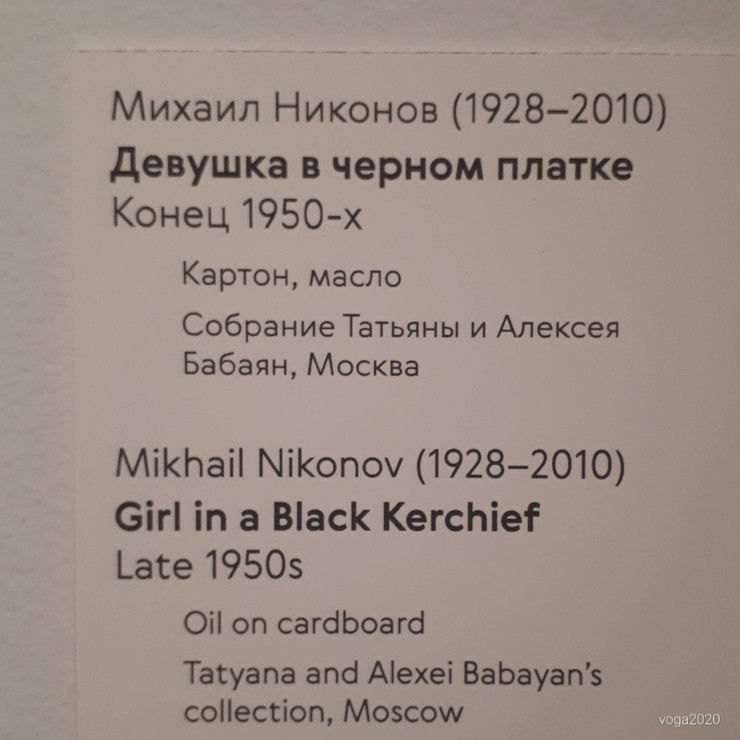 Михаил Никонов (1928–2010)
Девушка в черном платке
Конец 1950-х
Картон, масло
Собрание Татьяны и Алексея
Бабаян, Москва
Mikhail Nikonov (1928–2010)
Girl in a Black Kerchief
Late 1950s
Oil on cardboard
Tatyana and Alexei Babayan's
collection, Moscow
voga2020